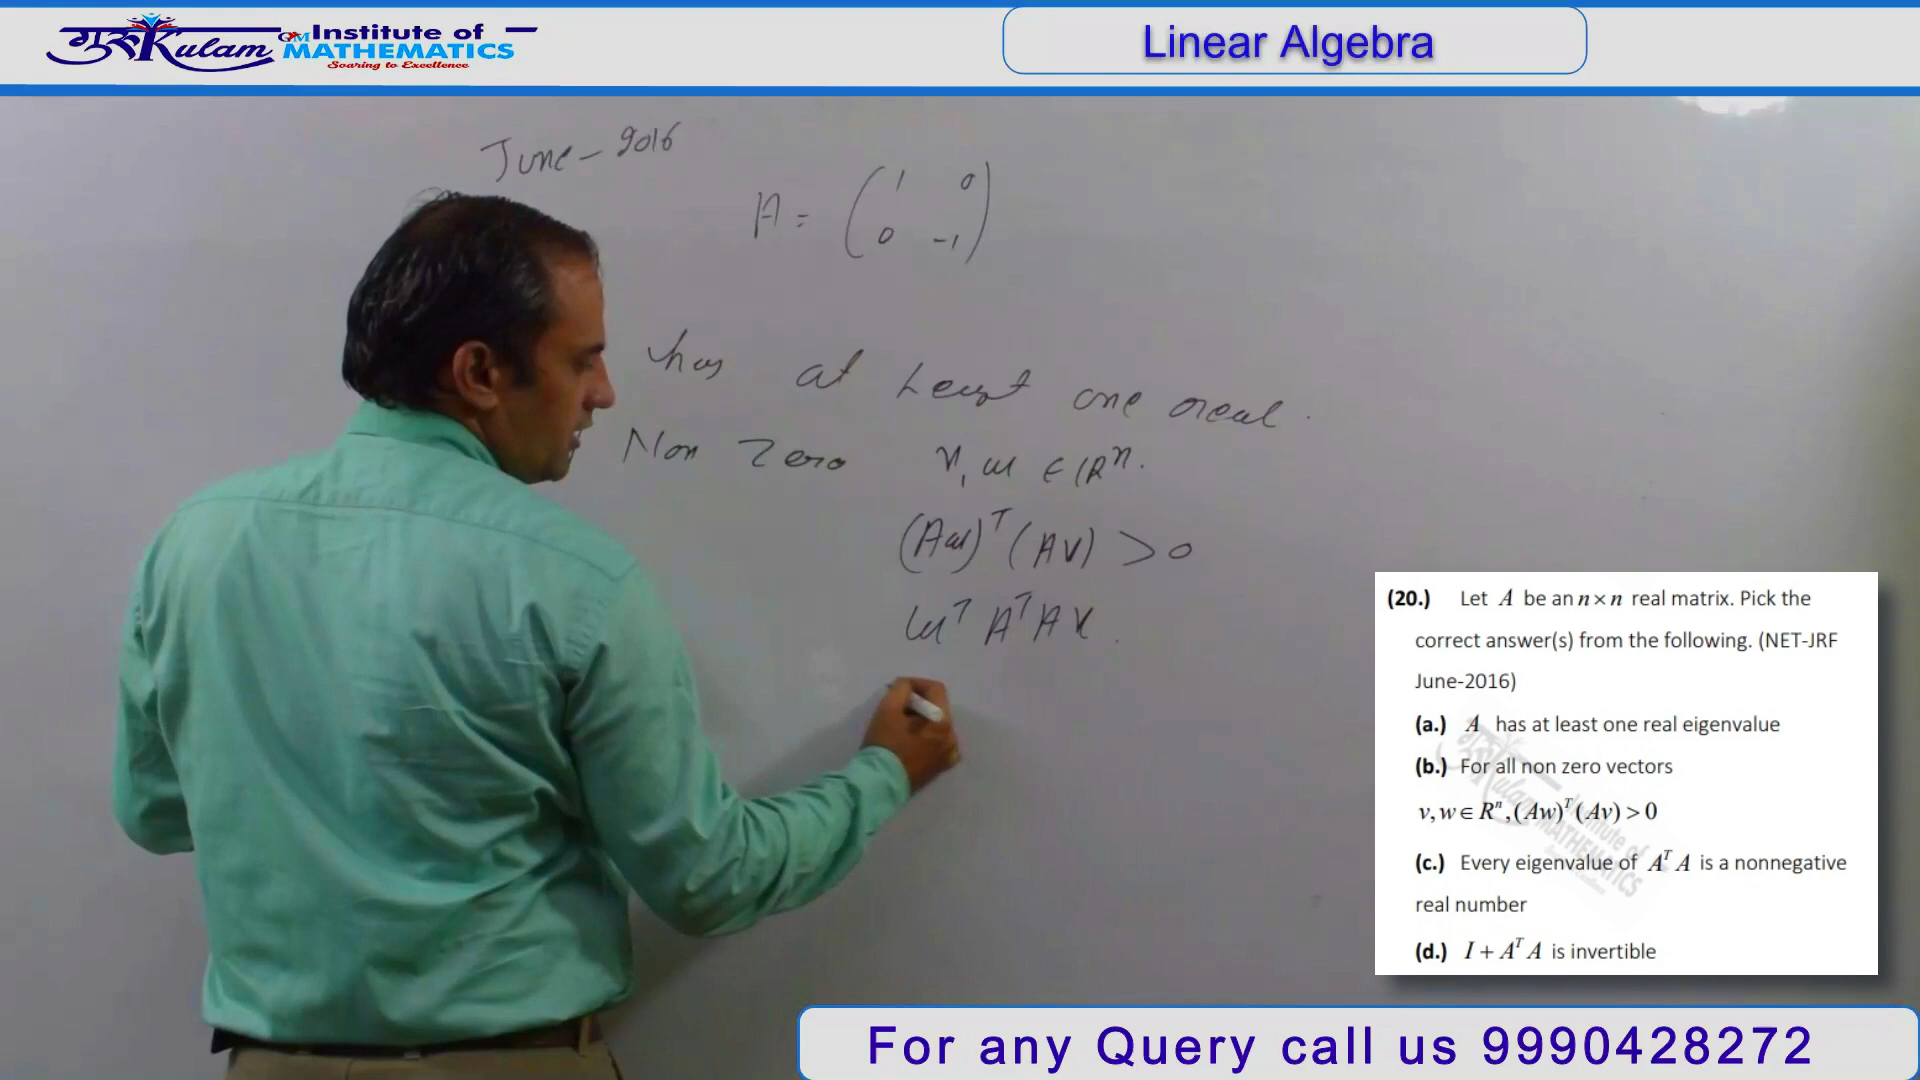 गुरुKulam Institute of
MATHEMATICS
Soaring to Excellence
Linear Algebra
June - 2016
A = ( 1 0
0 -1 )
has at Least one real.
Non Zero v, w ∈ ℝⁿ.
(Aw)ᵀ (AV) > 0
wᵀ AᵀA V.
(20.) Let A be an n × n real matrix. Pick the
correct answer(s) from the following. (NET-JRF
June-2016)
(a.) A has at least one real eigenvalue
(b.) For all non zero vectors
v, w ∈ Rⁿ, (Aw)ᵀ (Av) > 0
(c.) Every eigenvalue of Aᵀ A is a nonnegative
real number
(d.) I + Aᵀ A is invertible
For any Query call us 9990428272